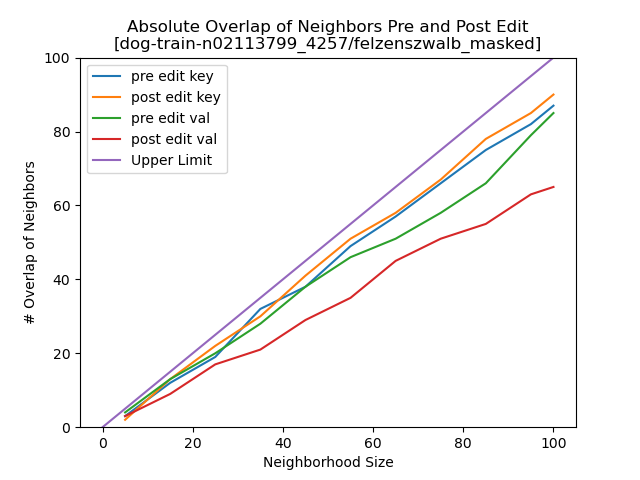 Absolute Overlap of Neighbors Pre and Post Edit
[dog-train-n02113799_4257/felzenszwalb_masked]
pre edit key
post edit key
pre edit val
post edit val
Upper Limit
# Overlap of Neighbors
100
80
60
40
20
0
0 20 40 60 80 100
Neighborhood Size